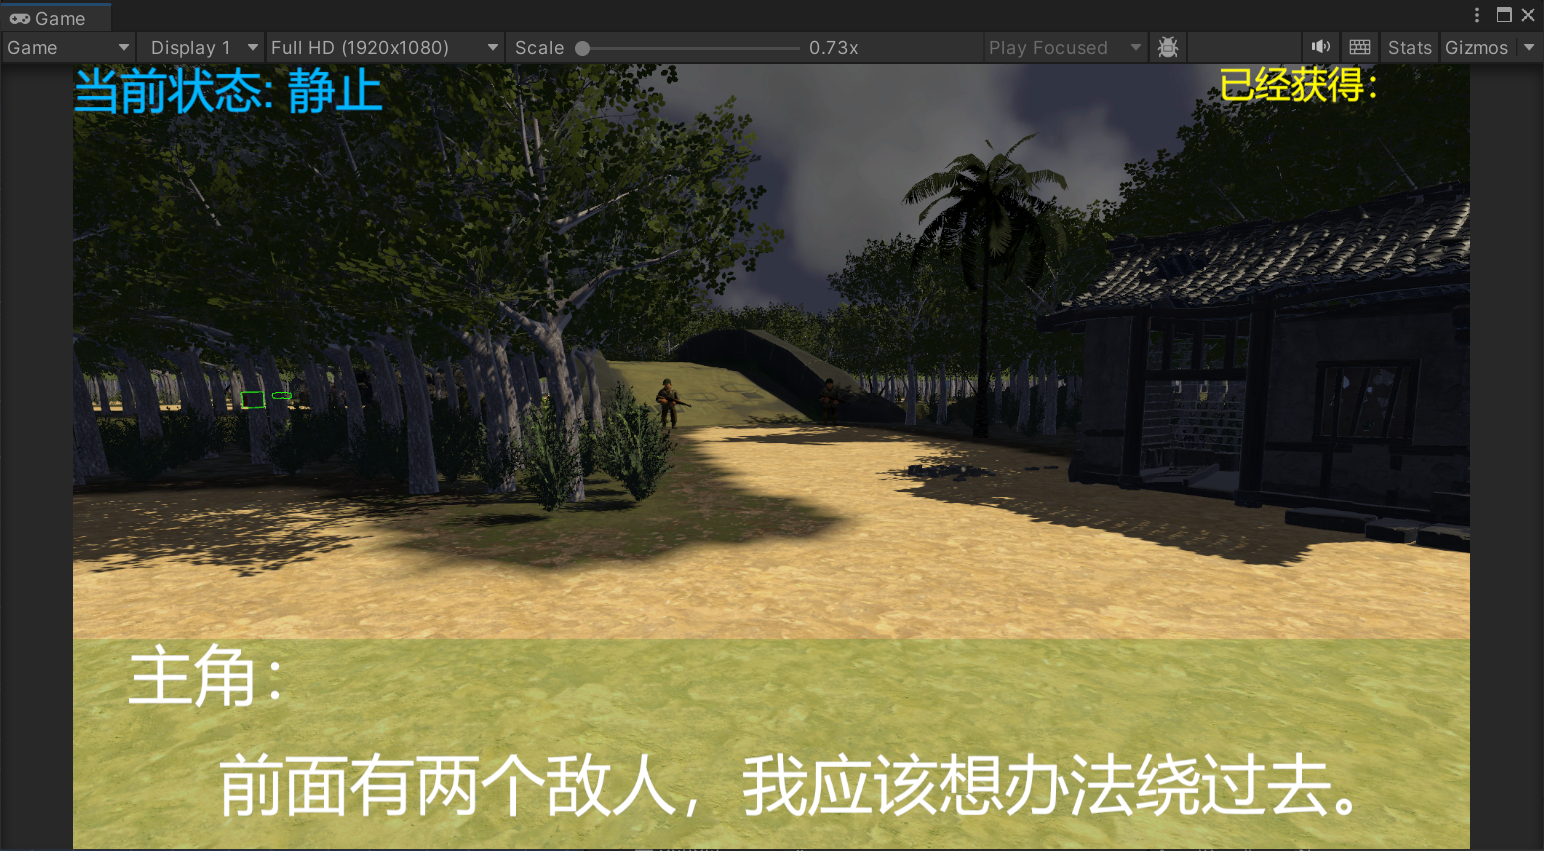 Game
Game
Display 1
Full HD (1920x1080)
Scale
0.73x
Play Focused
Stats
Gizmos
当前状态: 静止
已经获得：
主角：
前面有两个敌人，我应该想办法绕过去。